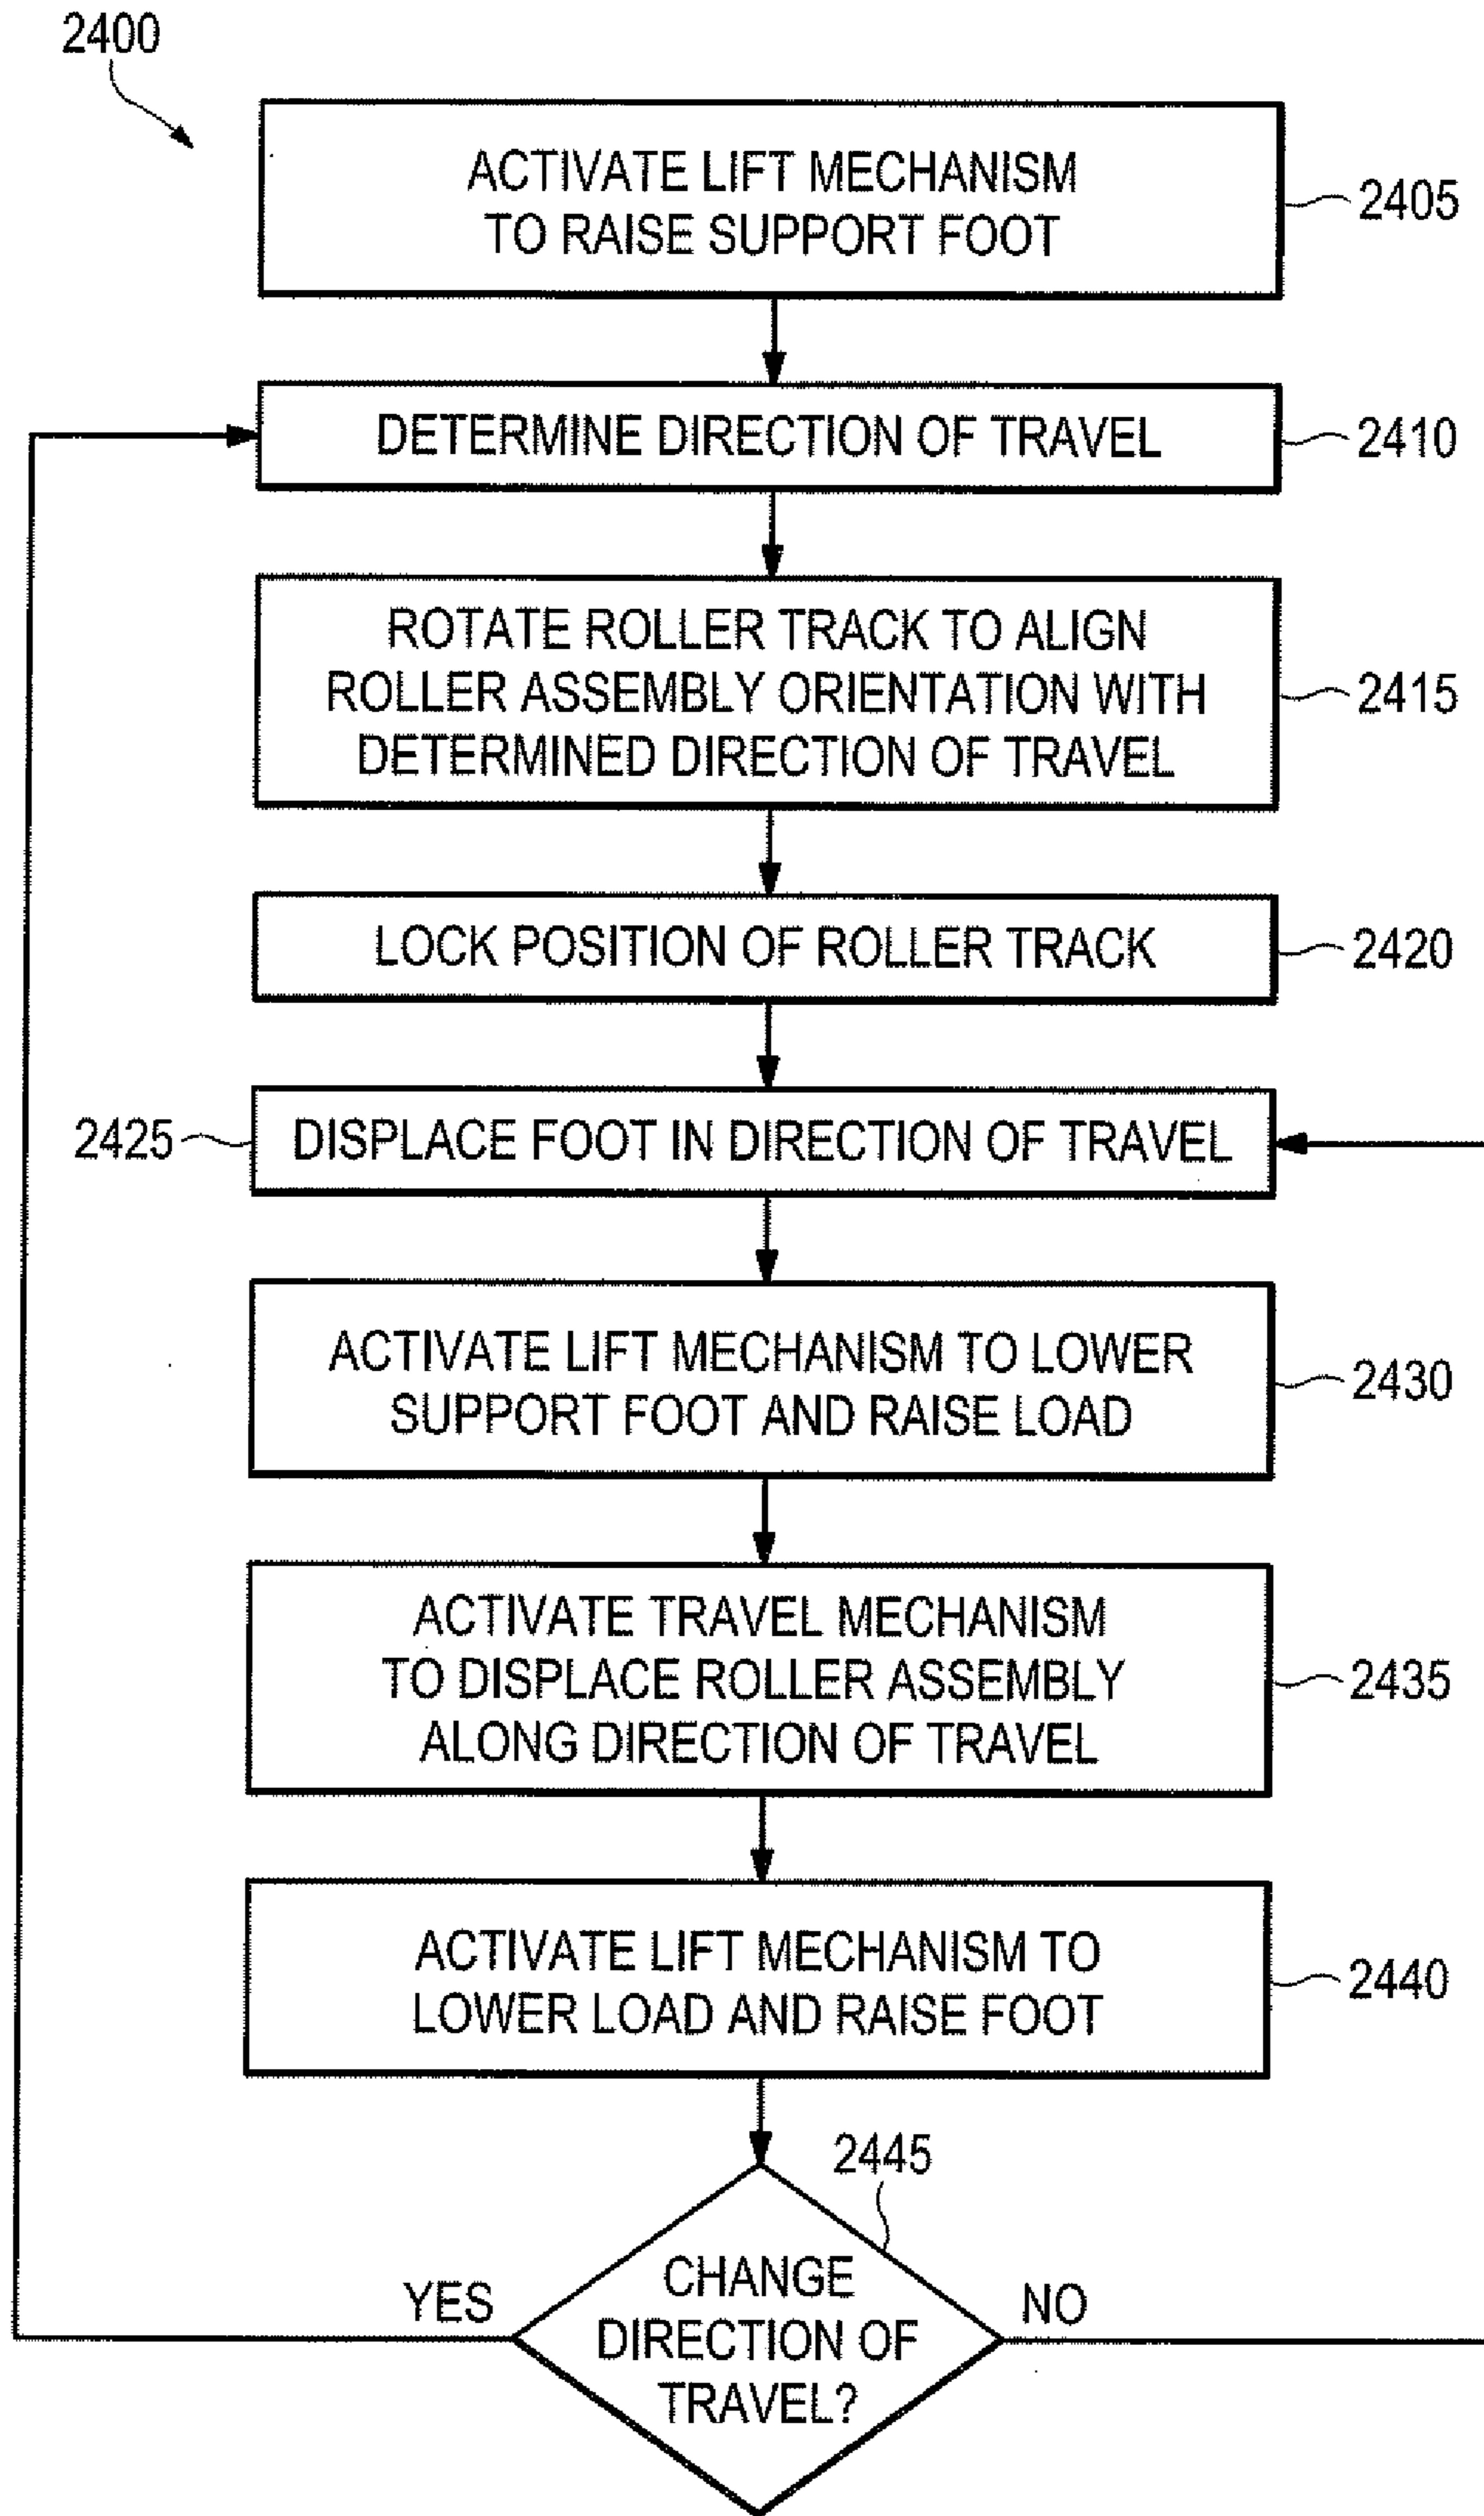 2400
ACTIVATE LIFT MECHANISM
TO RAISE SUPPORT FOOT
2405
DETERMINE DIRECTION OF TRAVEL
2410
ROTATE ROLLER TRACK TO ALIGN
ROLLER ASSEMBLY ORIENTATION WITH
DETERMINED DIRECTION OF TRAVEL
2415
LOCK POSITION OF ROLLER TRACK
2420
2425
DISPLACE FOOT IN DIRECTION OF TRAVEL
ACTIVATE LIFT MECHANISM TO LOWER
SUPPORT FOOT AND RAISE LOAD
2430
ACTIVATE TRAVEL MECHANISM
TO DISPLACE ROLLER ASSEMBLY
ALONG DIRECTION OF TRAVEL
2435
ACTIVATE LIFT MECHANISM TO
LOWER LOAD AND RAISE FOOT
2440
2445
YES
CHANGE
DIRECTION OF
TRAVEL?
NO